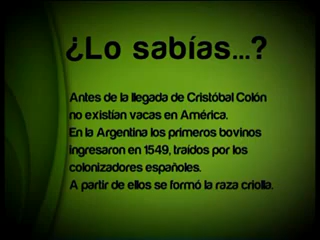 ¿Lo sabías...?
Antes de la llegada de Cristóbal Colón
no existían vacas en América.
En la Argentina los primeros bovinos
ingresaron en 1549, traídos por los
colonizadores españoles.
A partir de ellos se formó la raza criolla.